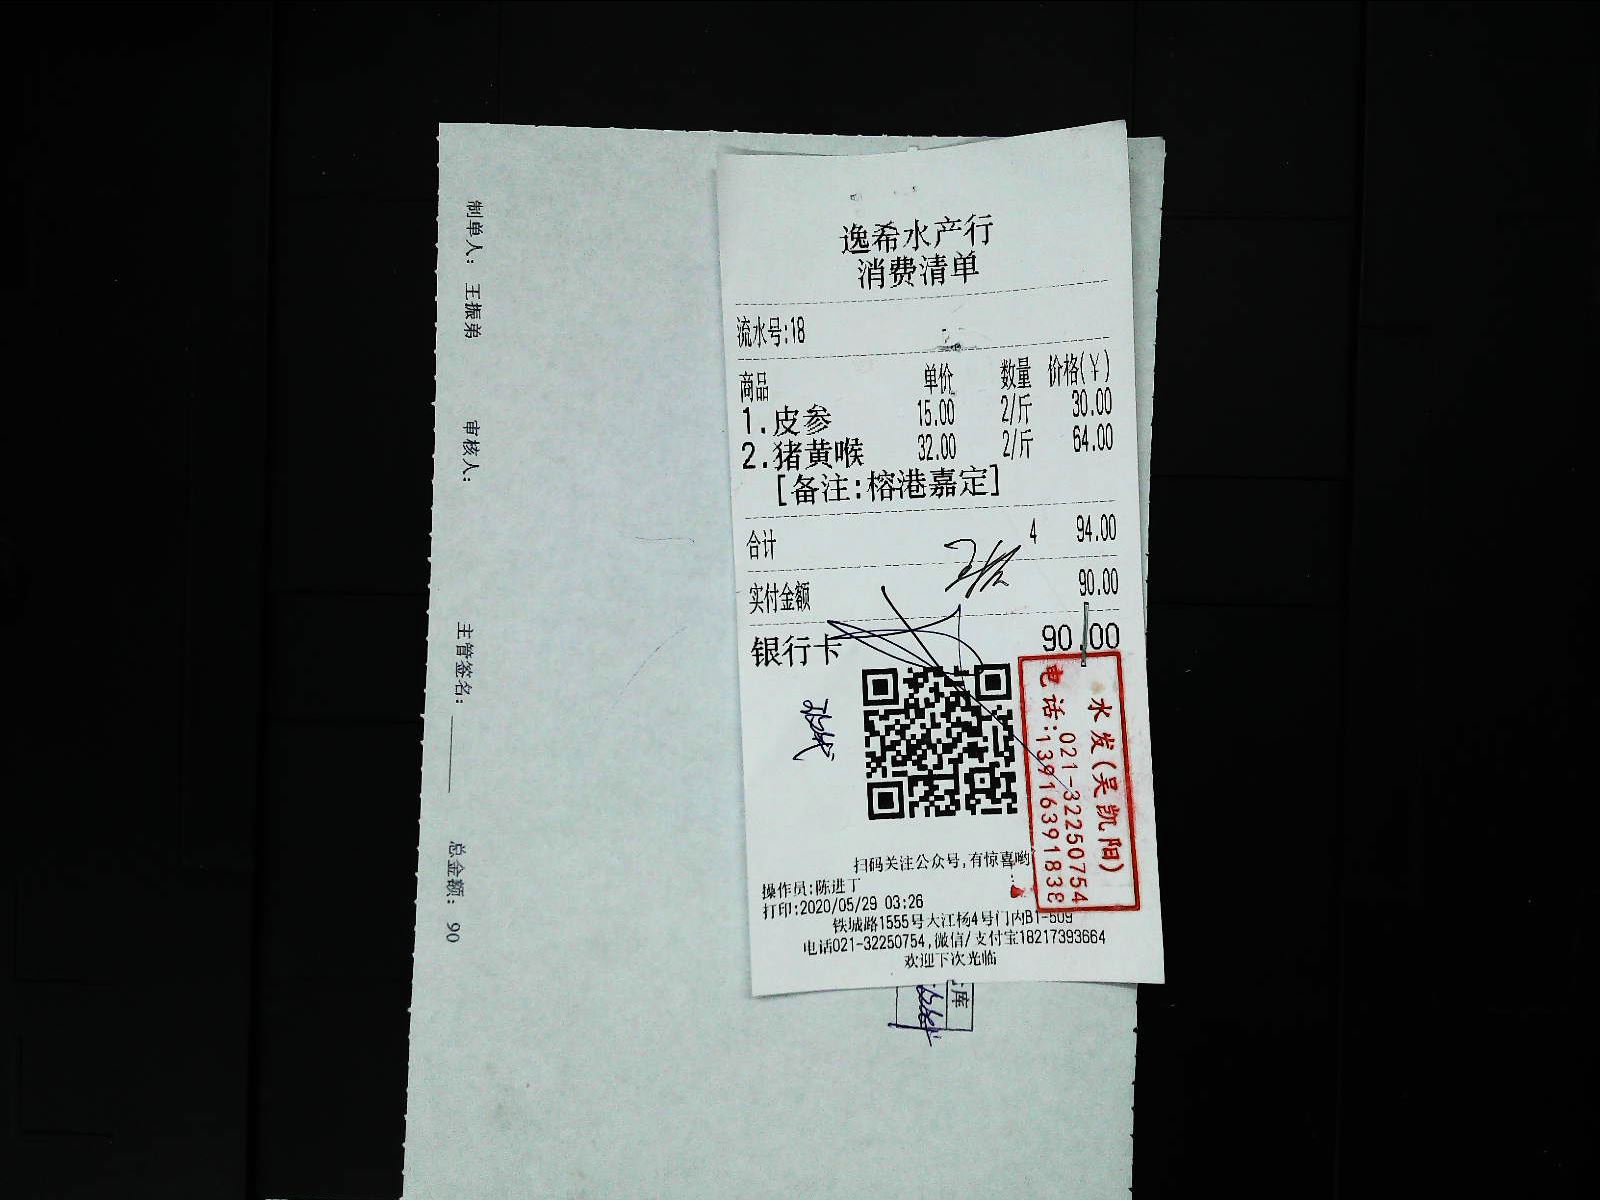 逸希水产行
消费清单
流水号:18
商品 单价 数量 价格(¥)
1.皮参 15.00 2/斤 30.00
2.猪黄喉 32.00 2/斤 64.00
[备注:榕港嘉定]
合计 4 94.00
实付金额 90.00
银行卡 90.00
水发(吴凯阳)
电话:021-32250754
13916391838
扫码关注公众号,有惊喜哟
操作员:陈进丁
打印:2020/05/29 03:26
铁城路1555号大江杨4号门内B1-509
电话021-32250754,微信/支付宝18217393664
欢迎下次光临
库
制单人: 王振弟 审核人: 主管签名: 总金额: 90